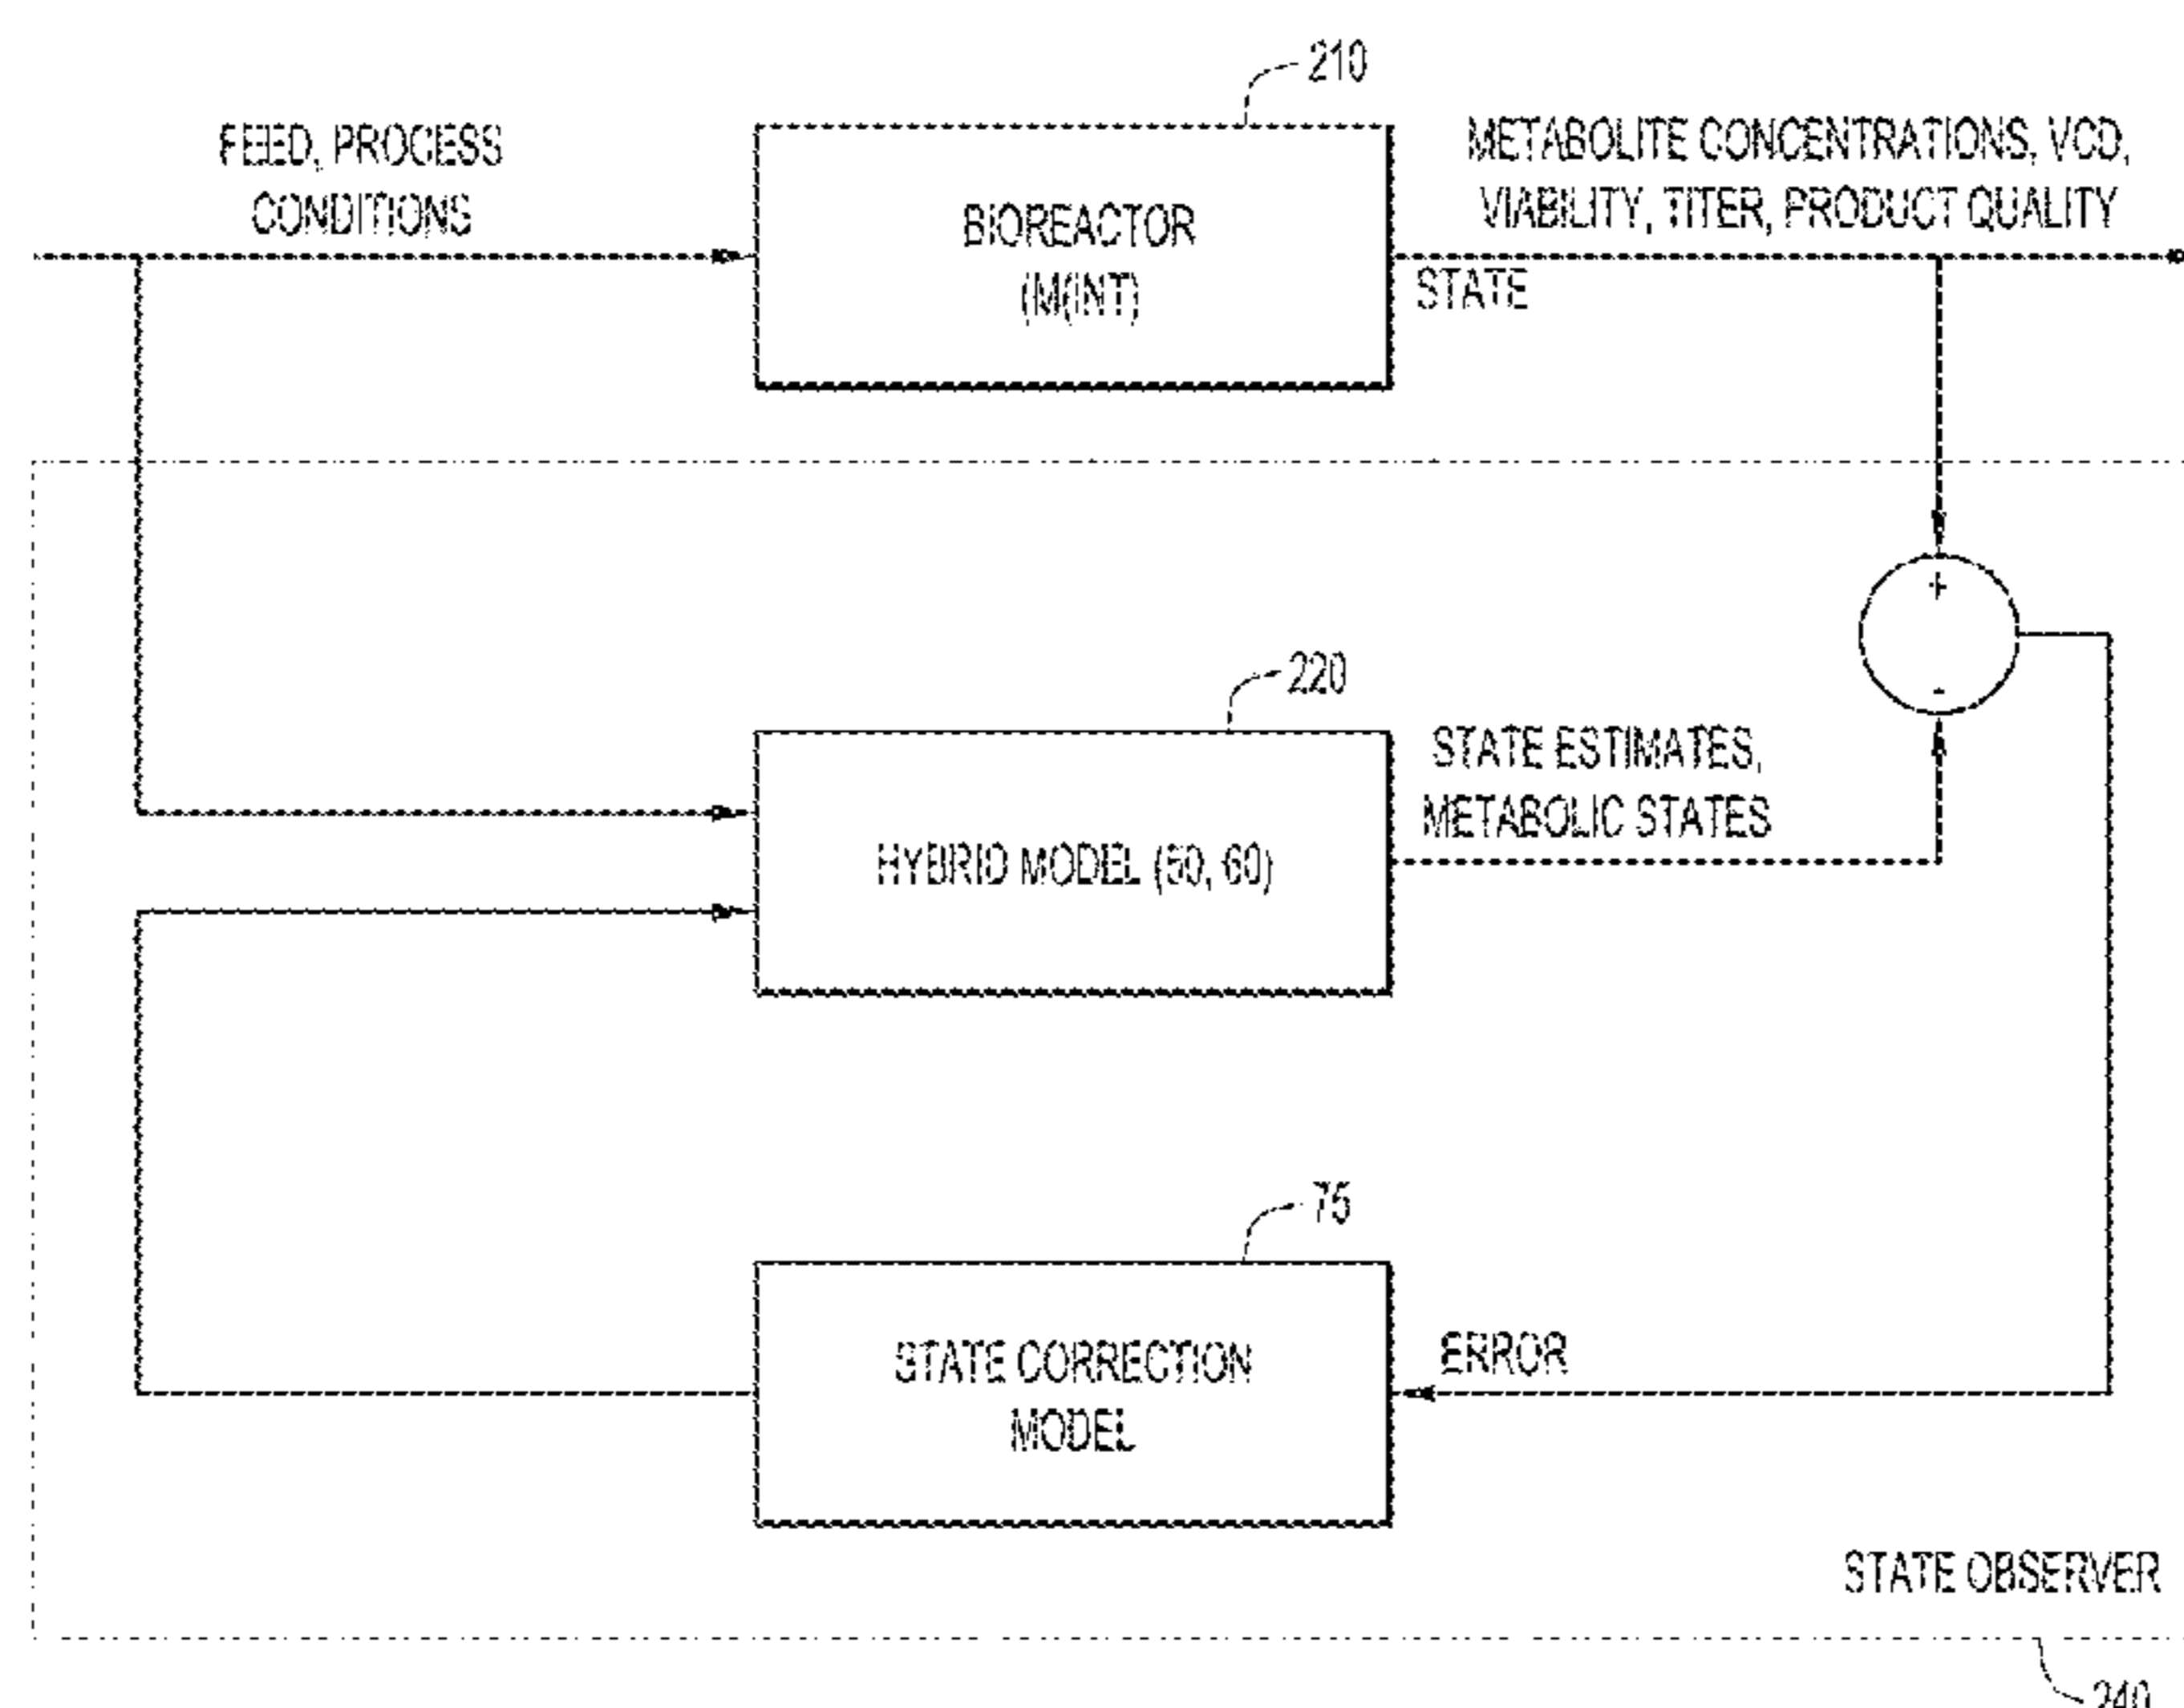 210
FEED, PROCESS
CONDITIONS
METABOLITE CONCENTRATIONS, VCD,
VIABILITY, TITER, PRODUCT QUALITY
BIOREACTOR
(M(INT)
STATE
+
-
220
STATE ESTIMATES,
METABOLIC STATES
HYBRID MODEL (50, 60)
75
STATE CORRECTION
MODEL
ERROR
STATE OBSERVER
240